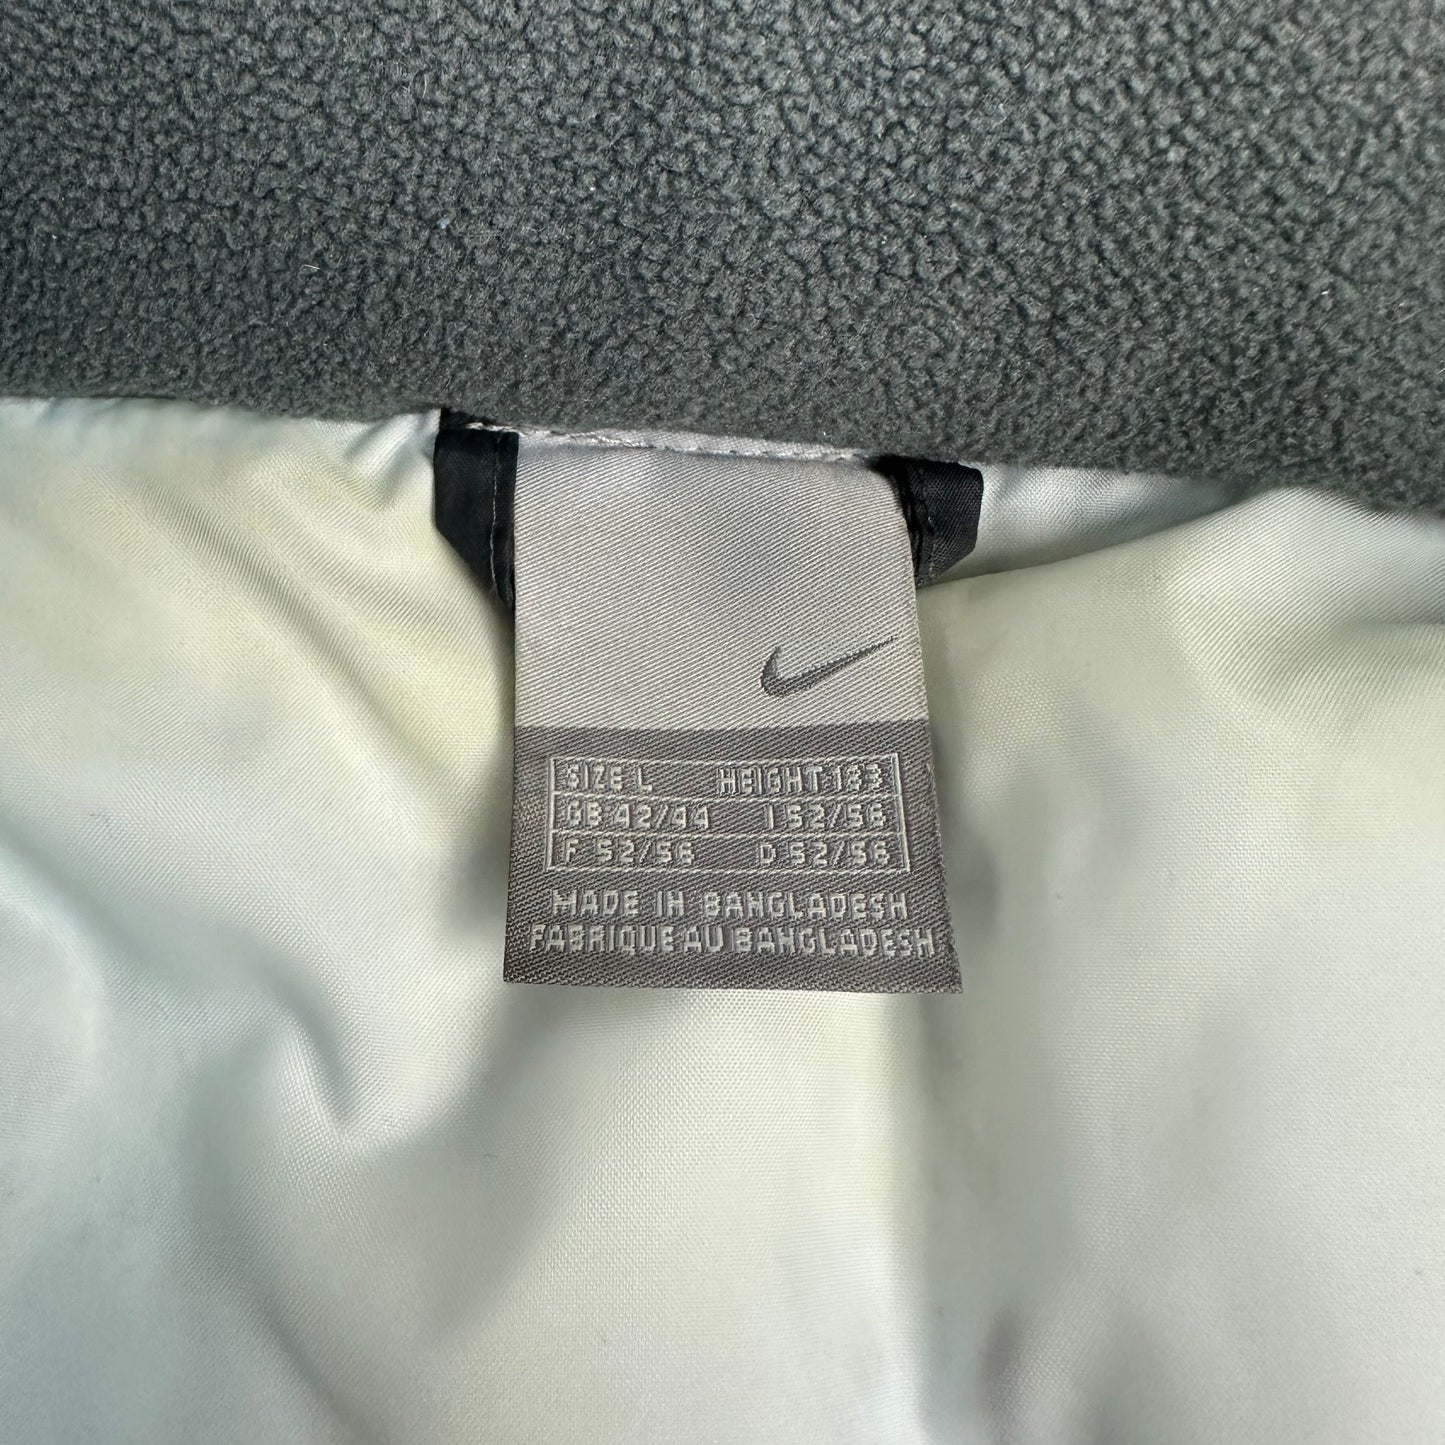 SIZE L HEIGHT 183
GB 42/44 I 52/56
F 52/56 D 52/56
MADE IN BANGLADESH
FABRIQUE AU BANGLADESH